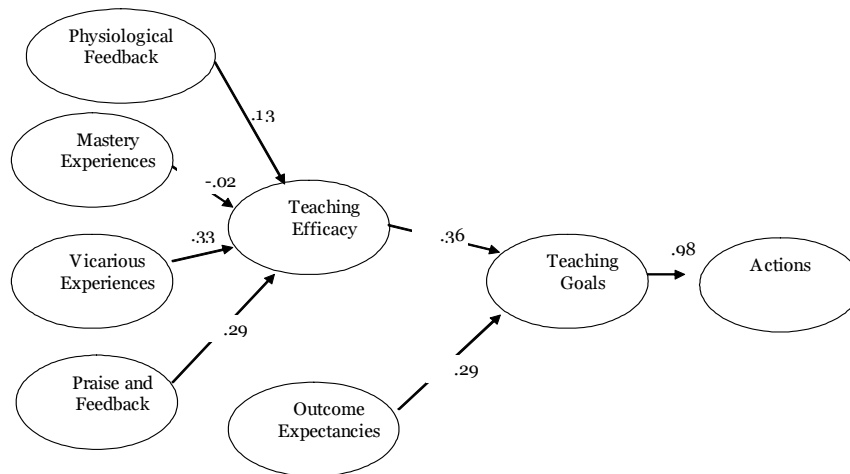 Physiological
Feedback
.13
Mastery
Experiences
-.02
Teaching
Efficacy
.33
.36
Vicarious
Experiences
Teaching
Goals
.98
Actions
.29
.29
Praise and
Feedback
Outcome
Expectancies